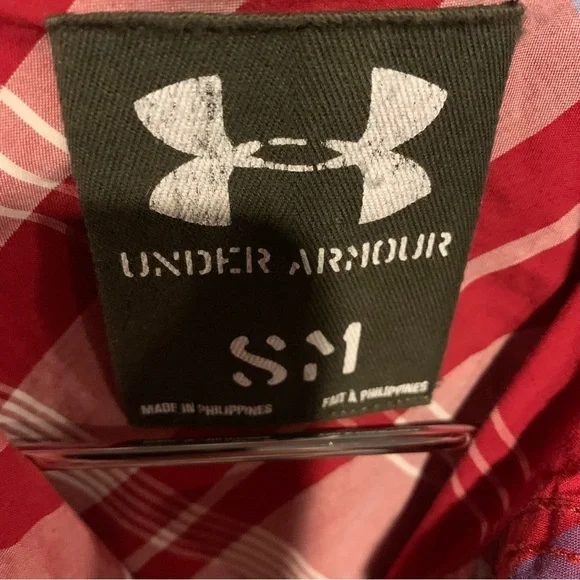 UNDER ARMOUR
SM
MADE IN PHILIPPINES FAIT À PHILIPPINES